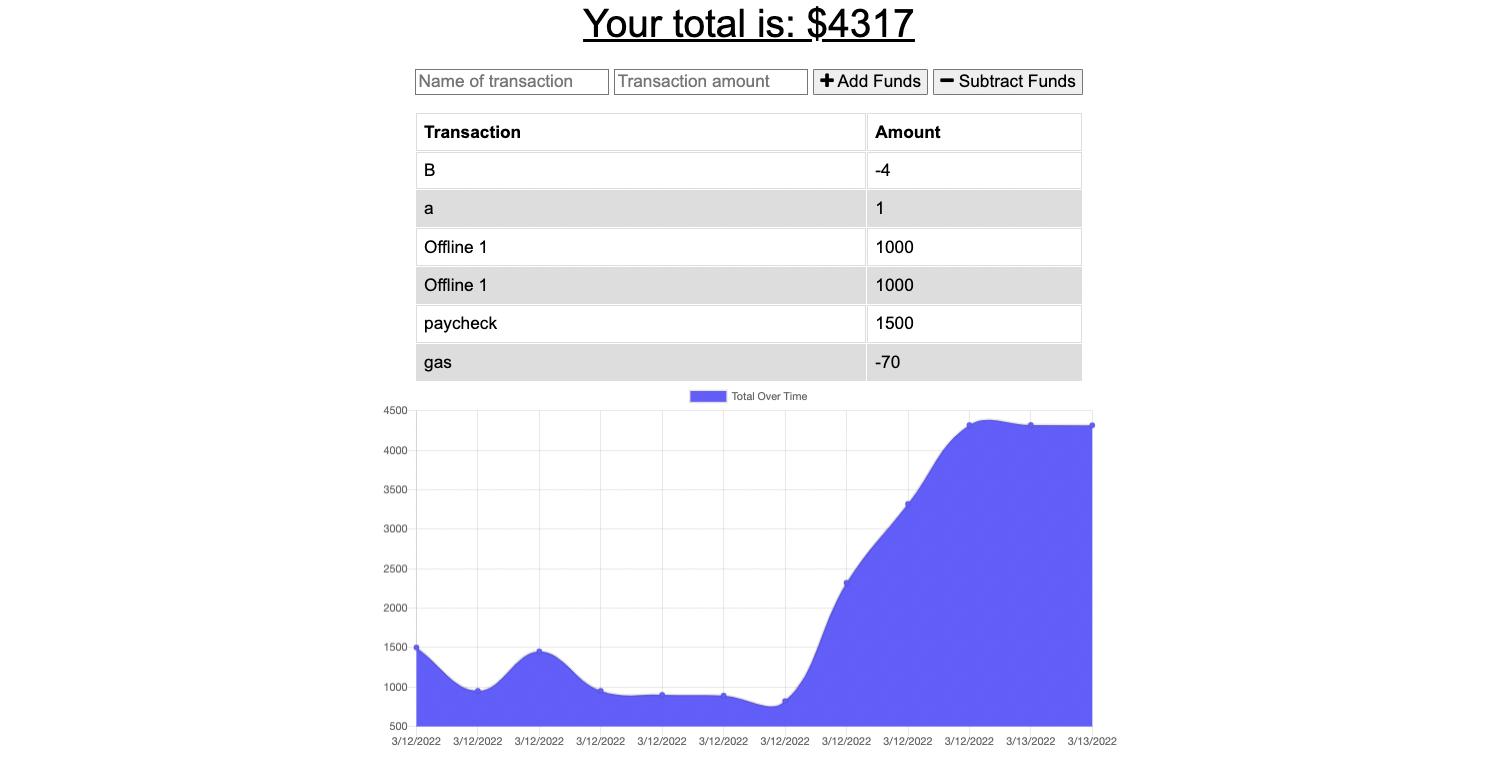 Your total is: $4317
Name of transaction Transaction amount + Add Funds − Subtract Funds
Transaction Amount
B -4
a 1
Offline 1 1000
Offline 1 1000
paycheck 1500
gas -70
Total Over Time
4500
4000
3500
3000
2500
2000
1500
1000
500
3/12/2022 3/12/2022 3/12/2022 3/12/2022 3/12/2022 3/12/2022 3/12/2022 3/12/2022 3/12/2022 3/12/2022 3/13/2022 3/13/2022